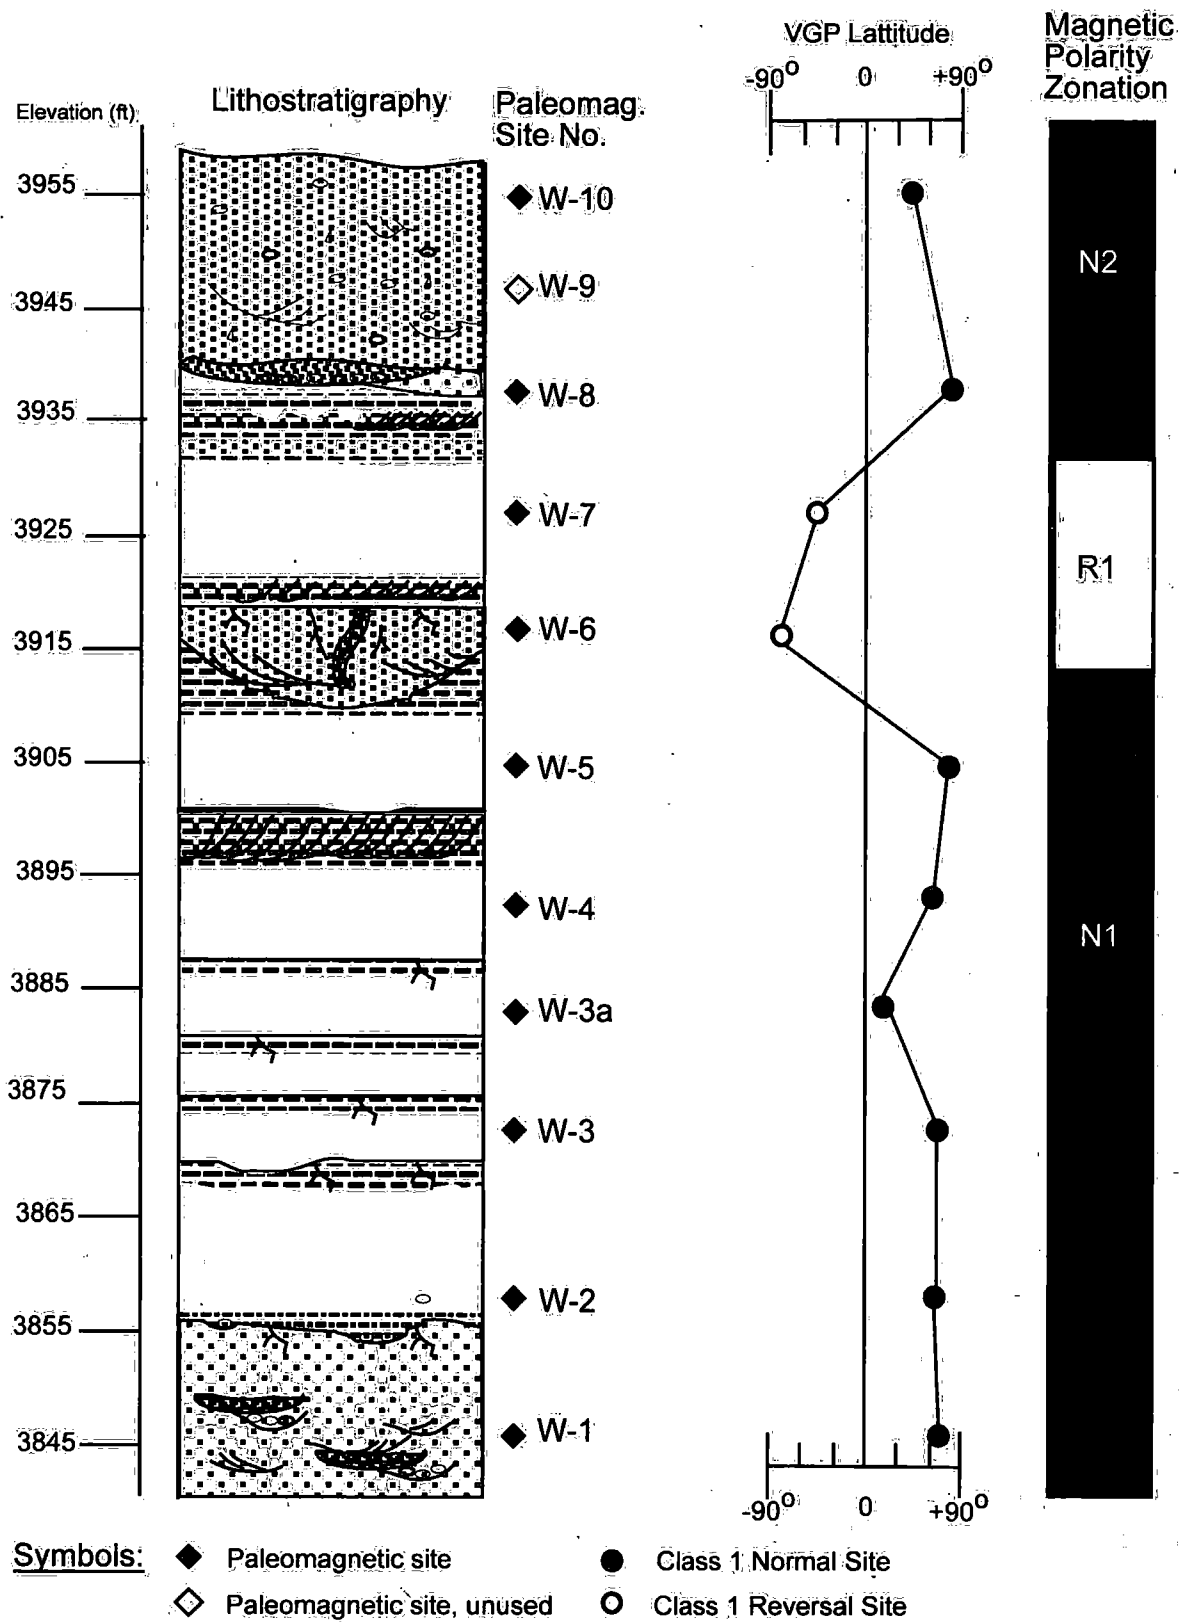 VGP Lattitude
Magnetic
Polarity
Zonation
-90° 0 +90°
Elevation (ft)
Lithostratigraphy
Paleomag.
Site No.
3955
W-10
N2
W-9
3945
W-8
3935
W-7
3925
R1
W-6
3915
W-5
3905
3895
W-4
N1
3885
W-3a
3875
W-3
3865
W-2
3855
W-1
3845
-90° 0 +90°
Symbols:
Paleomagnetic site
Class 1 Normal Site
Paleomagnetic site, unused
Class 1 Reversal Site